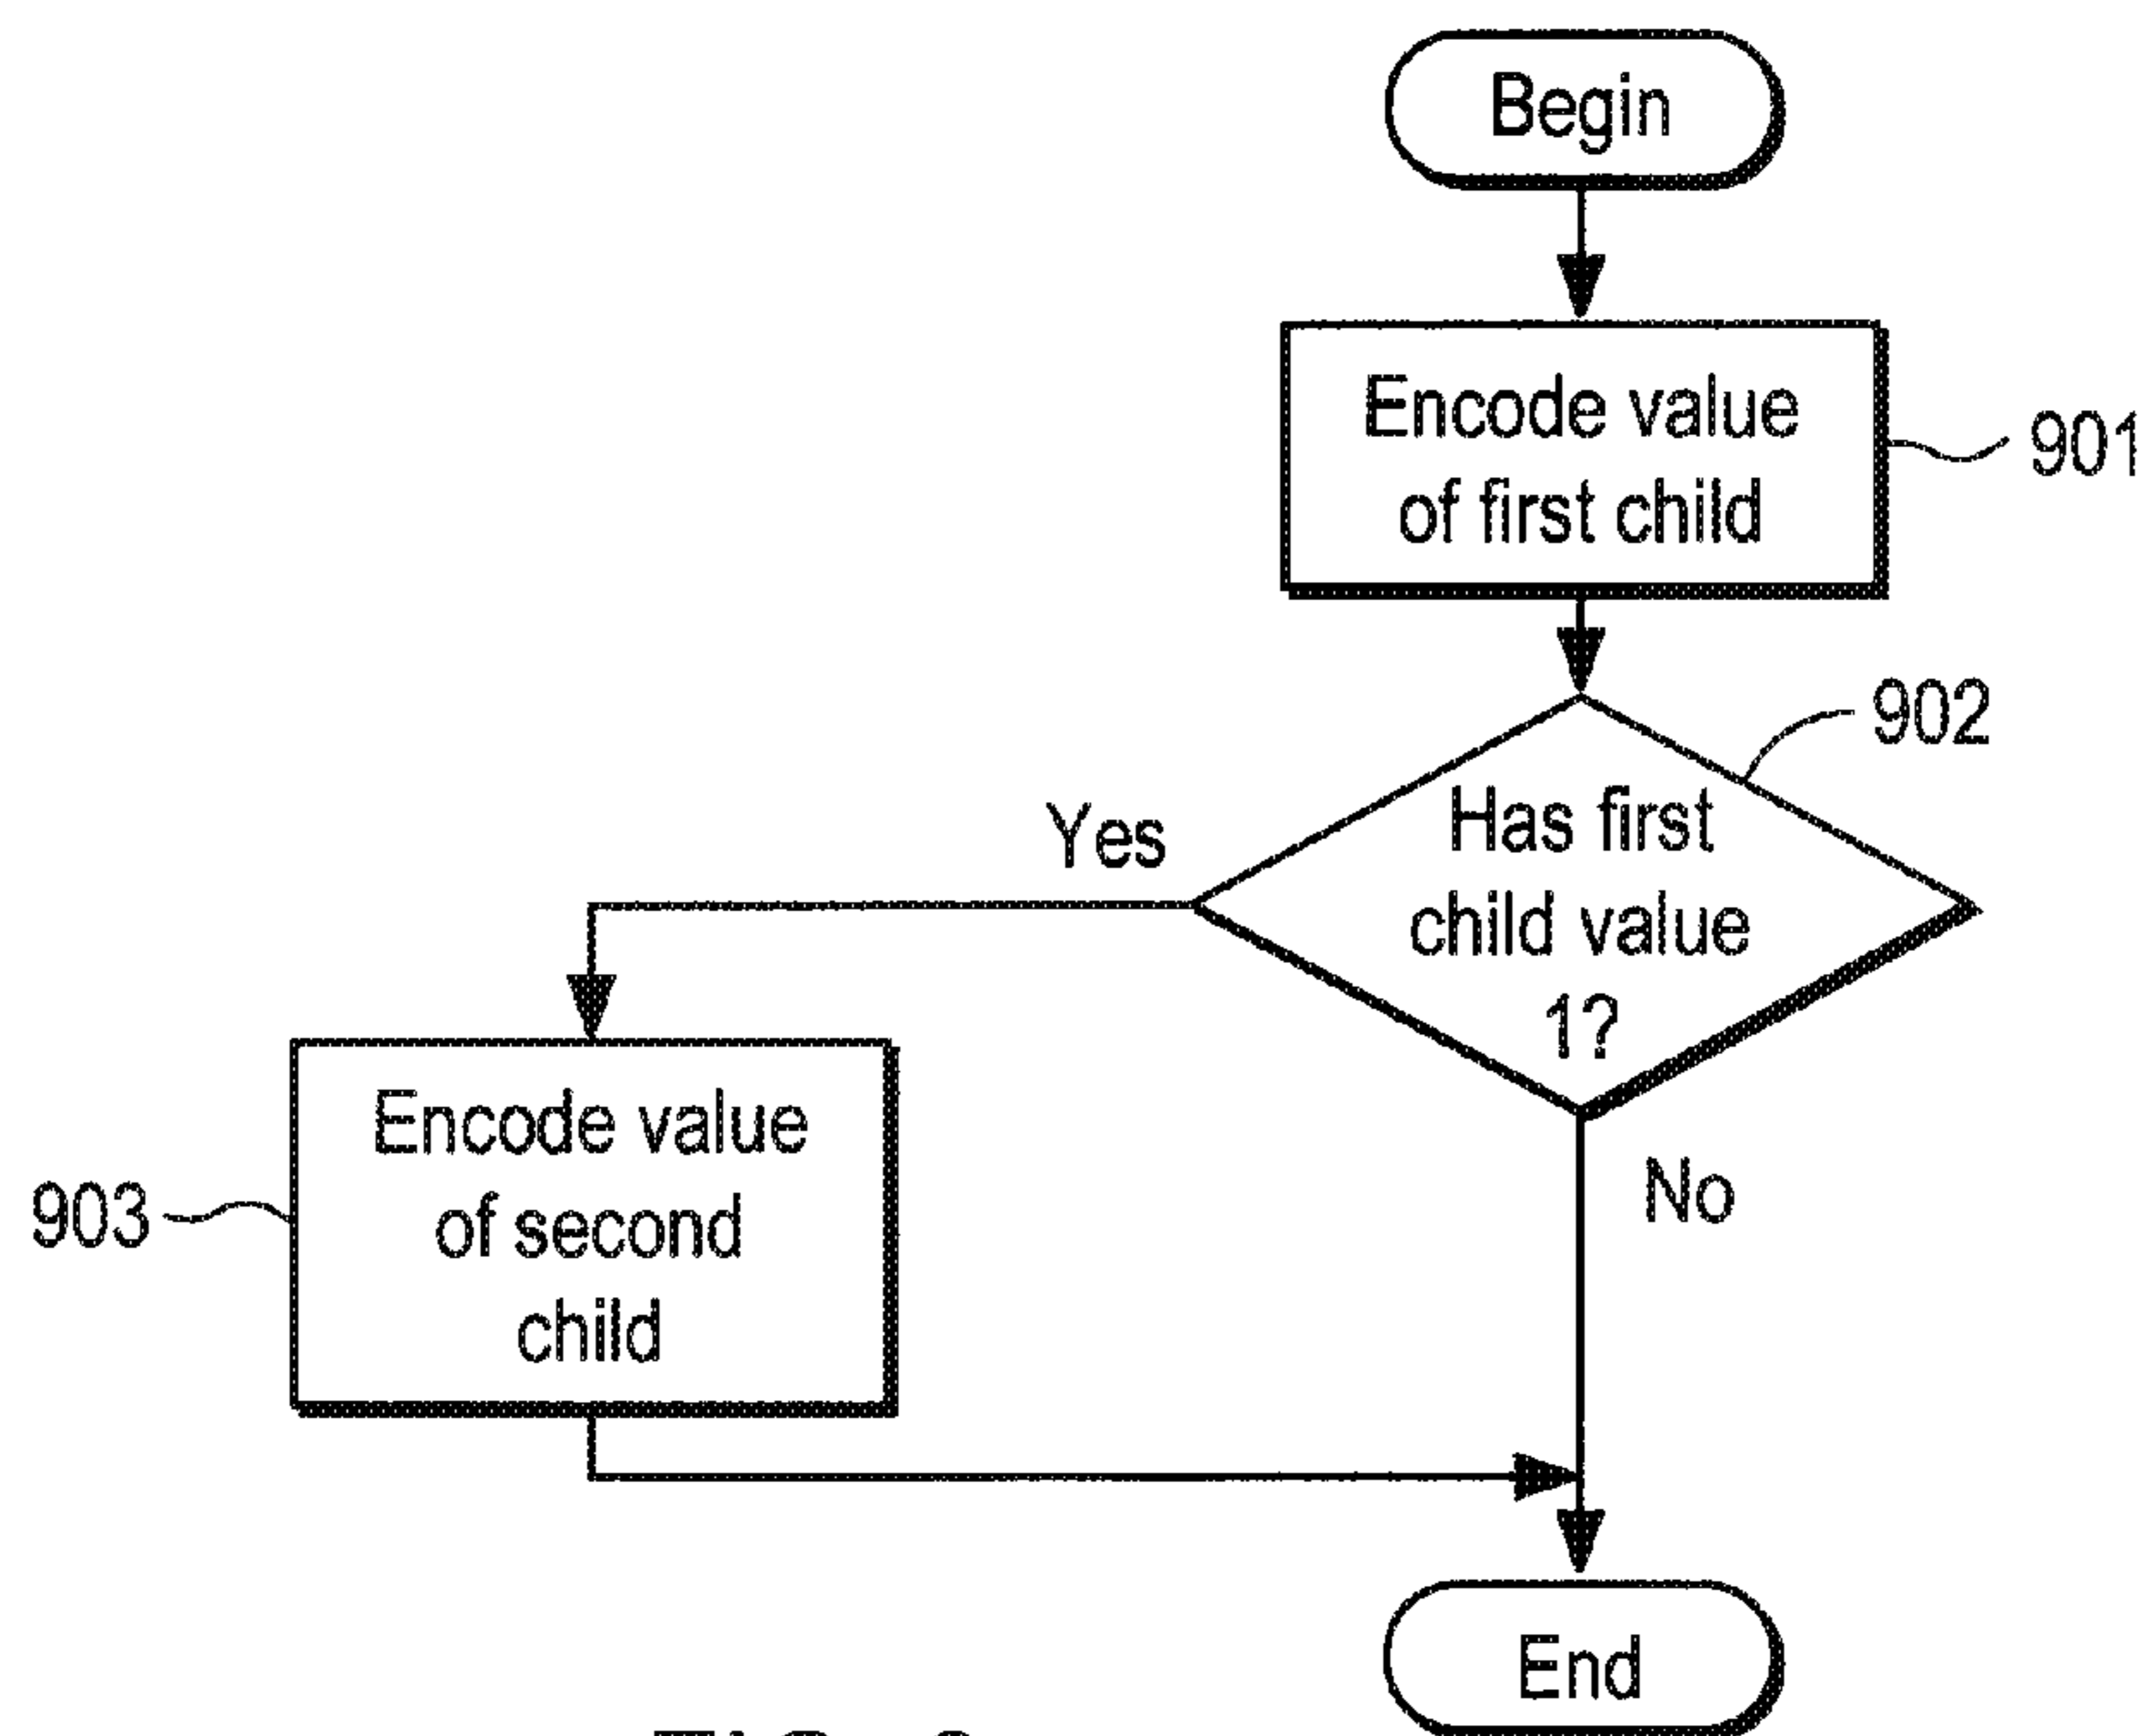 Begin
Encode value
of first child
901
902
Has first
child value
1?
Yes
No
Encode value
of second
child
903
End